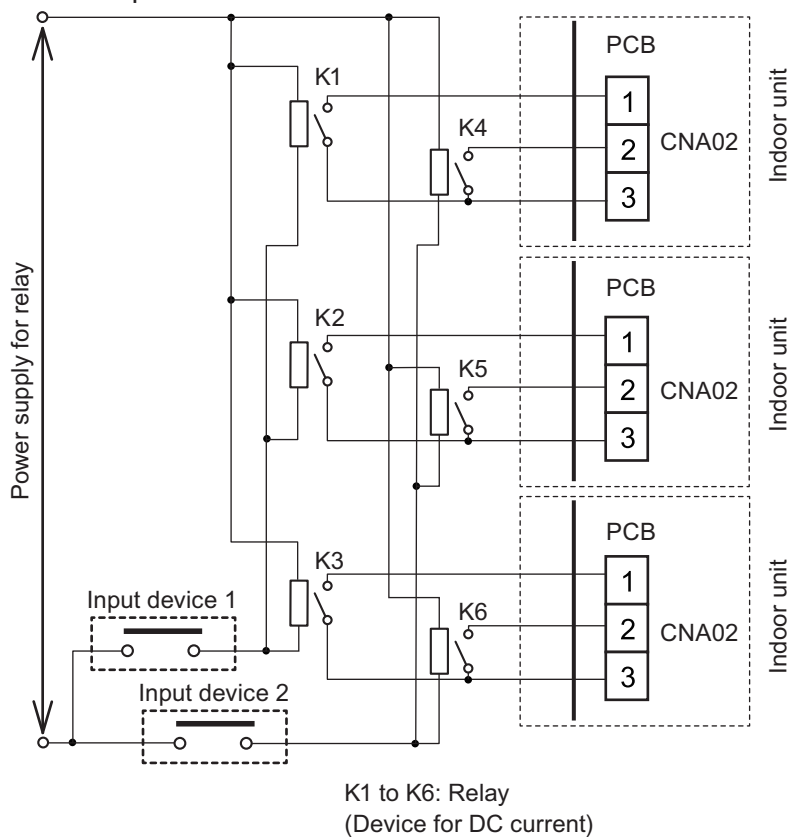 K1
PCB
1
K4
2
CNA02
3
Indoor unit
Power supply for relay
K2
PCB
1
K5
2
CNA02
3
Indoor unit
K3
PCB
1
Input device 1
K6
2
CNA02
3
Indoor unit
Input device 2
K1 to K6: Relay
(Device for DC current)